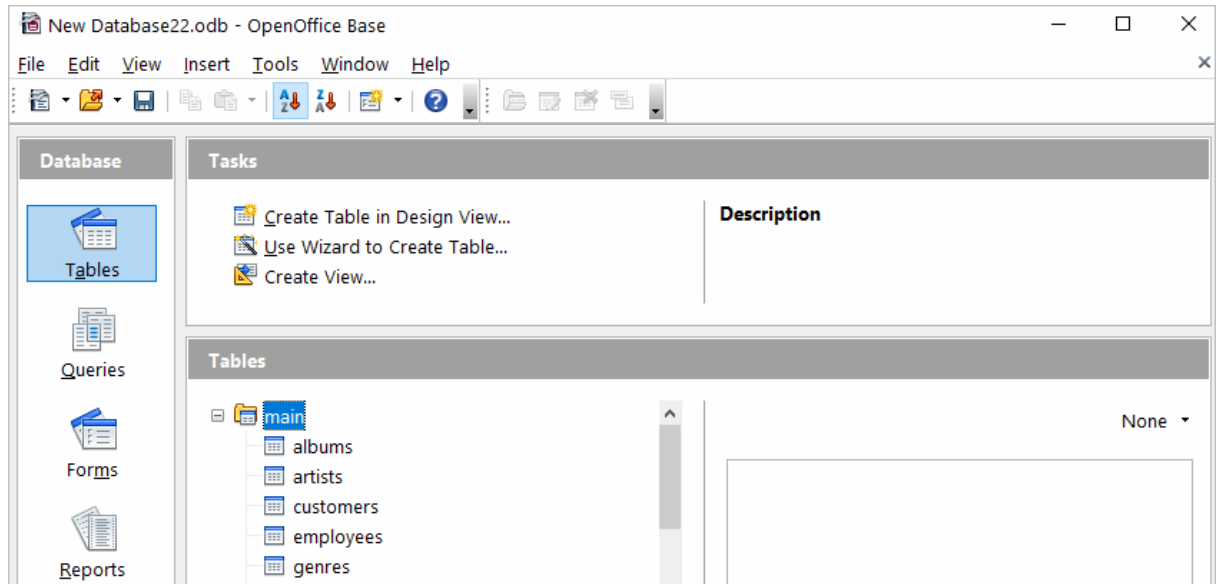 New Database22.odb - OpenOffice Base
File Edit View Insert Tools Window Help
Database
Tasks
Create Table in Design View...
Use Wizard to Create Table...
Create View...
Description
Tables
Queries
Forms
Reports
Tables
main
albums
artists
customers
employees
genres
None